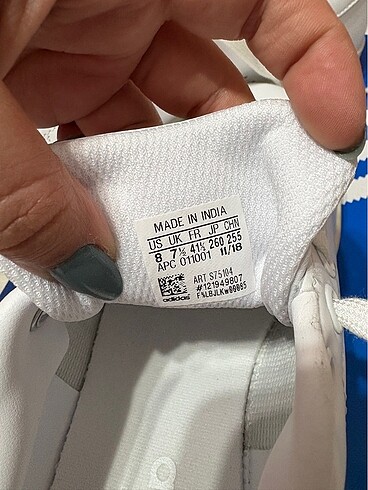 MADE IN INDIA
US UK FR JP CHN
8 7½ 41⅓ 260 255
APC 011001 11/18
ART S75104
#121949807
adidas